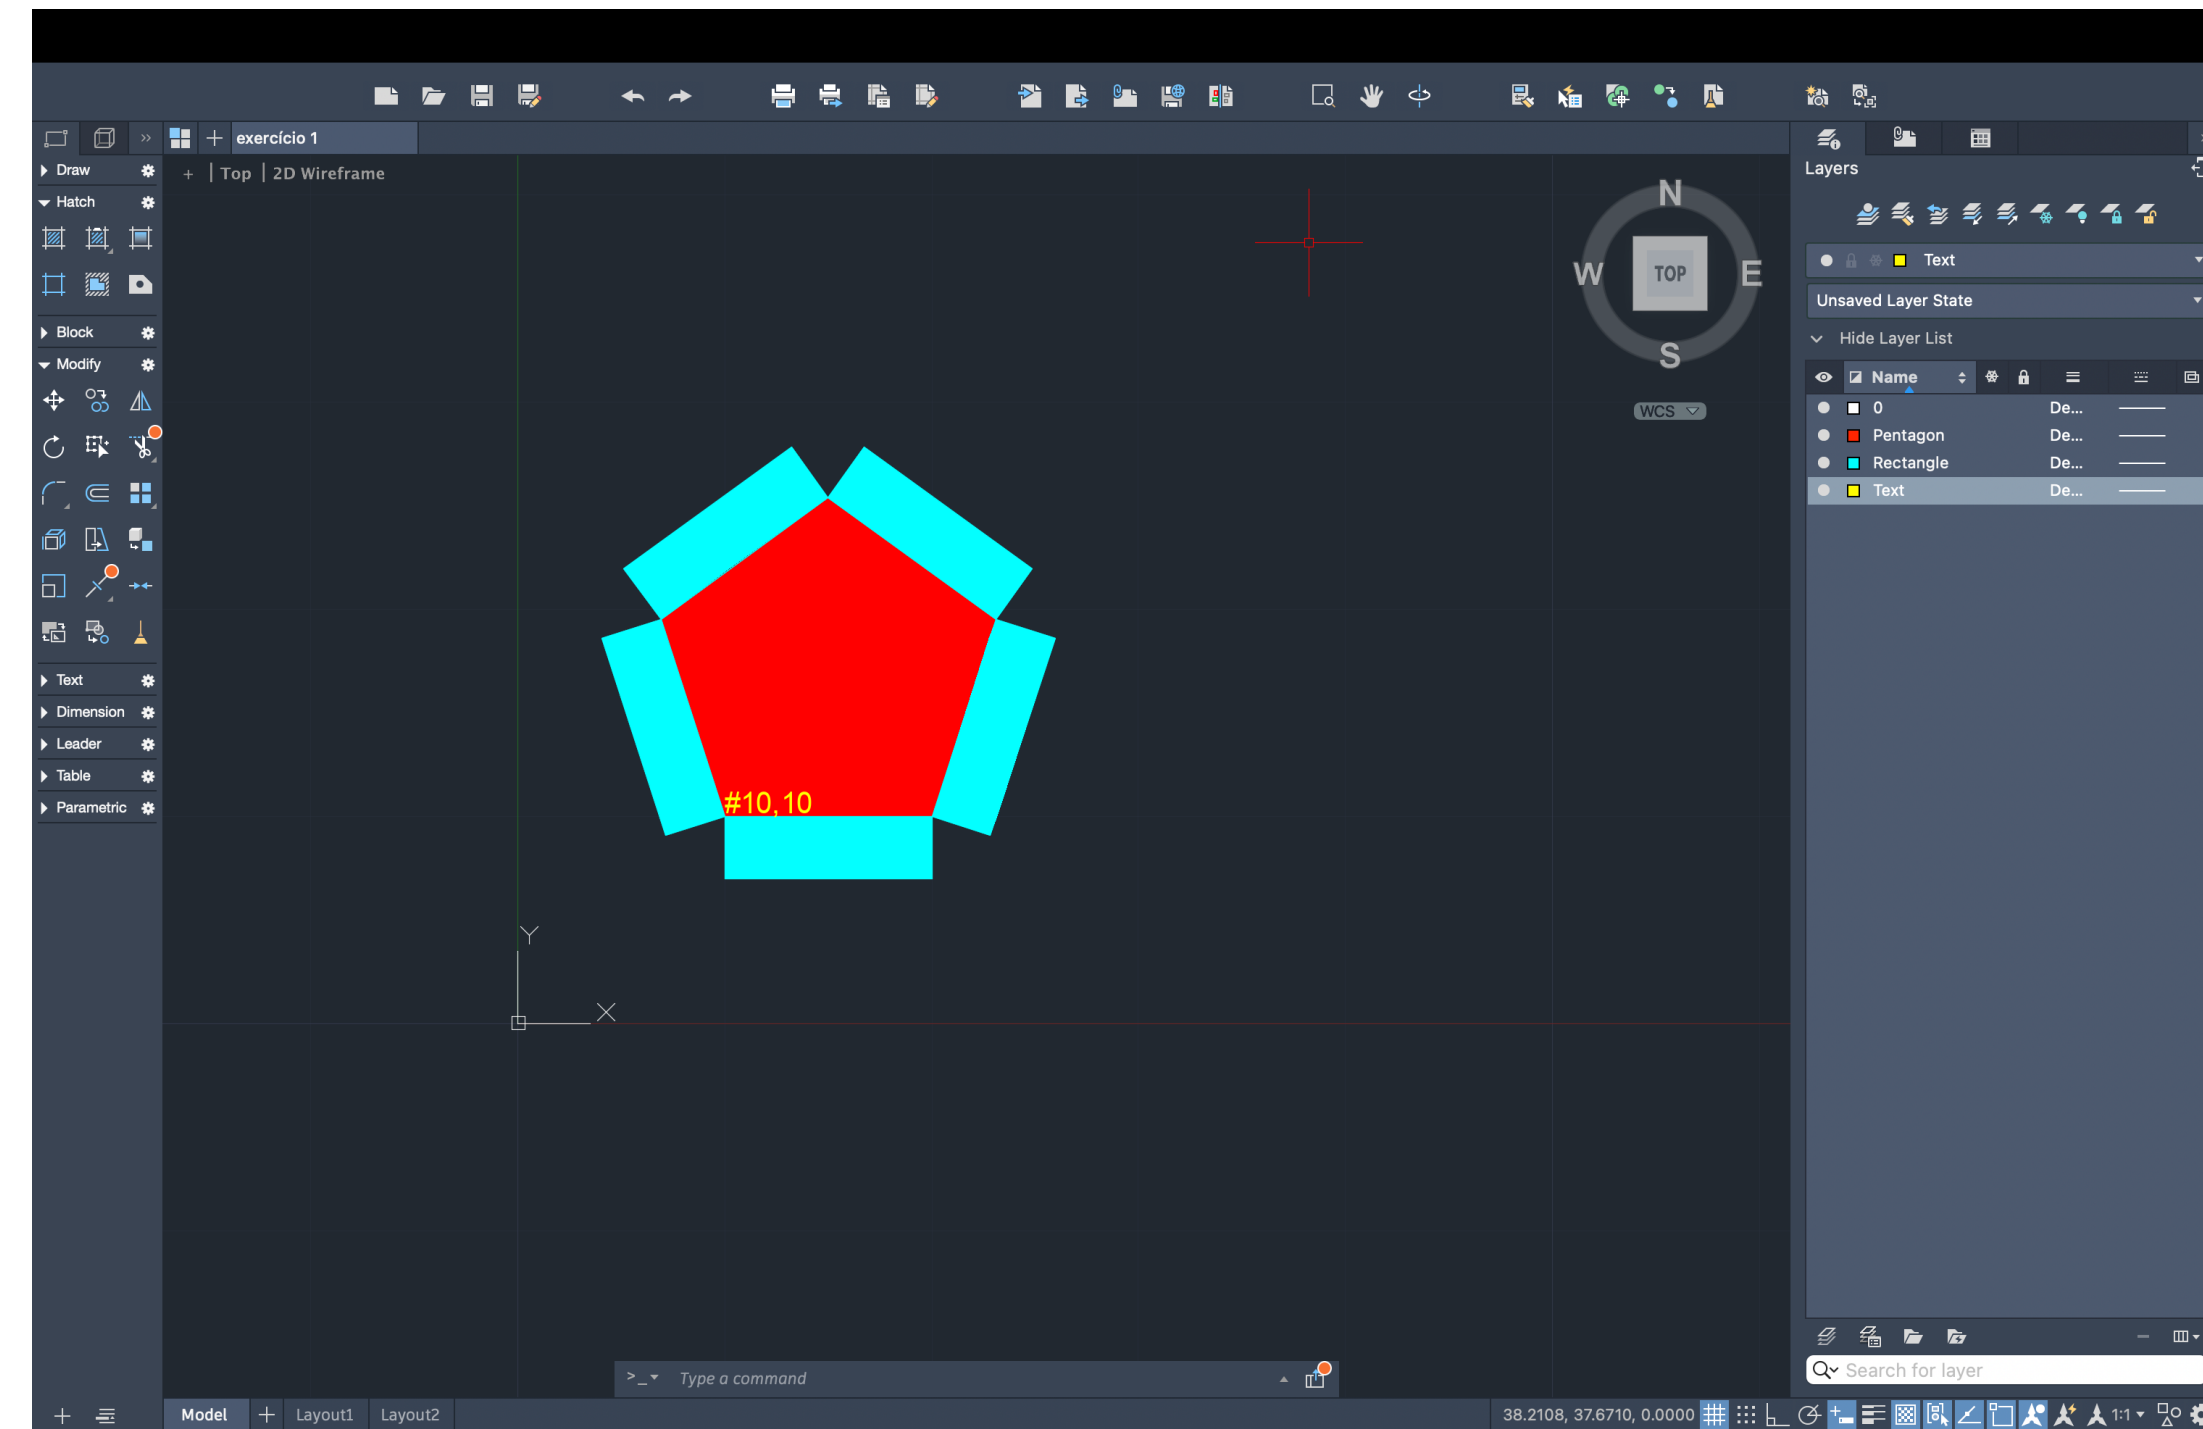 exercício 1
Draw
+ | Top | 2D Wireframe
Hatch
Block
Modify
Text
Dimension
Leader
Table
Parametric
#10,10
Y
X
N
W
TOP
E
S
WCS
Layers
Text
Unsaved Layer State
Hide Layer List
Name
0 De...
Pentagon De...
Rectangle De...
Text De...
Search for layer
>_ Type a command
Model
Layout1
Layout2
38.2108, 37.6710, 0.0000
1:1